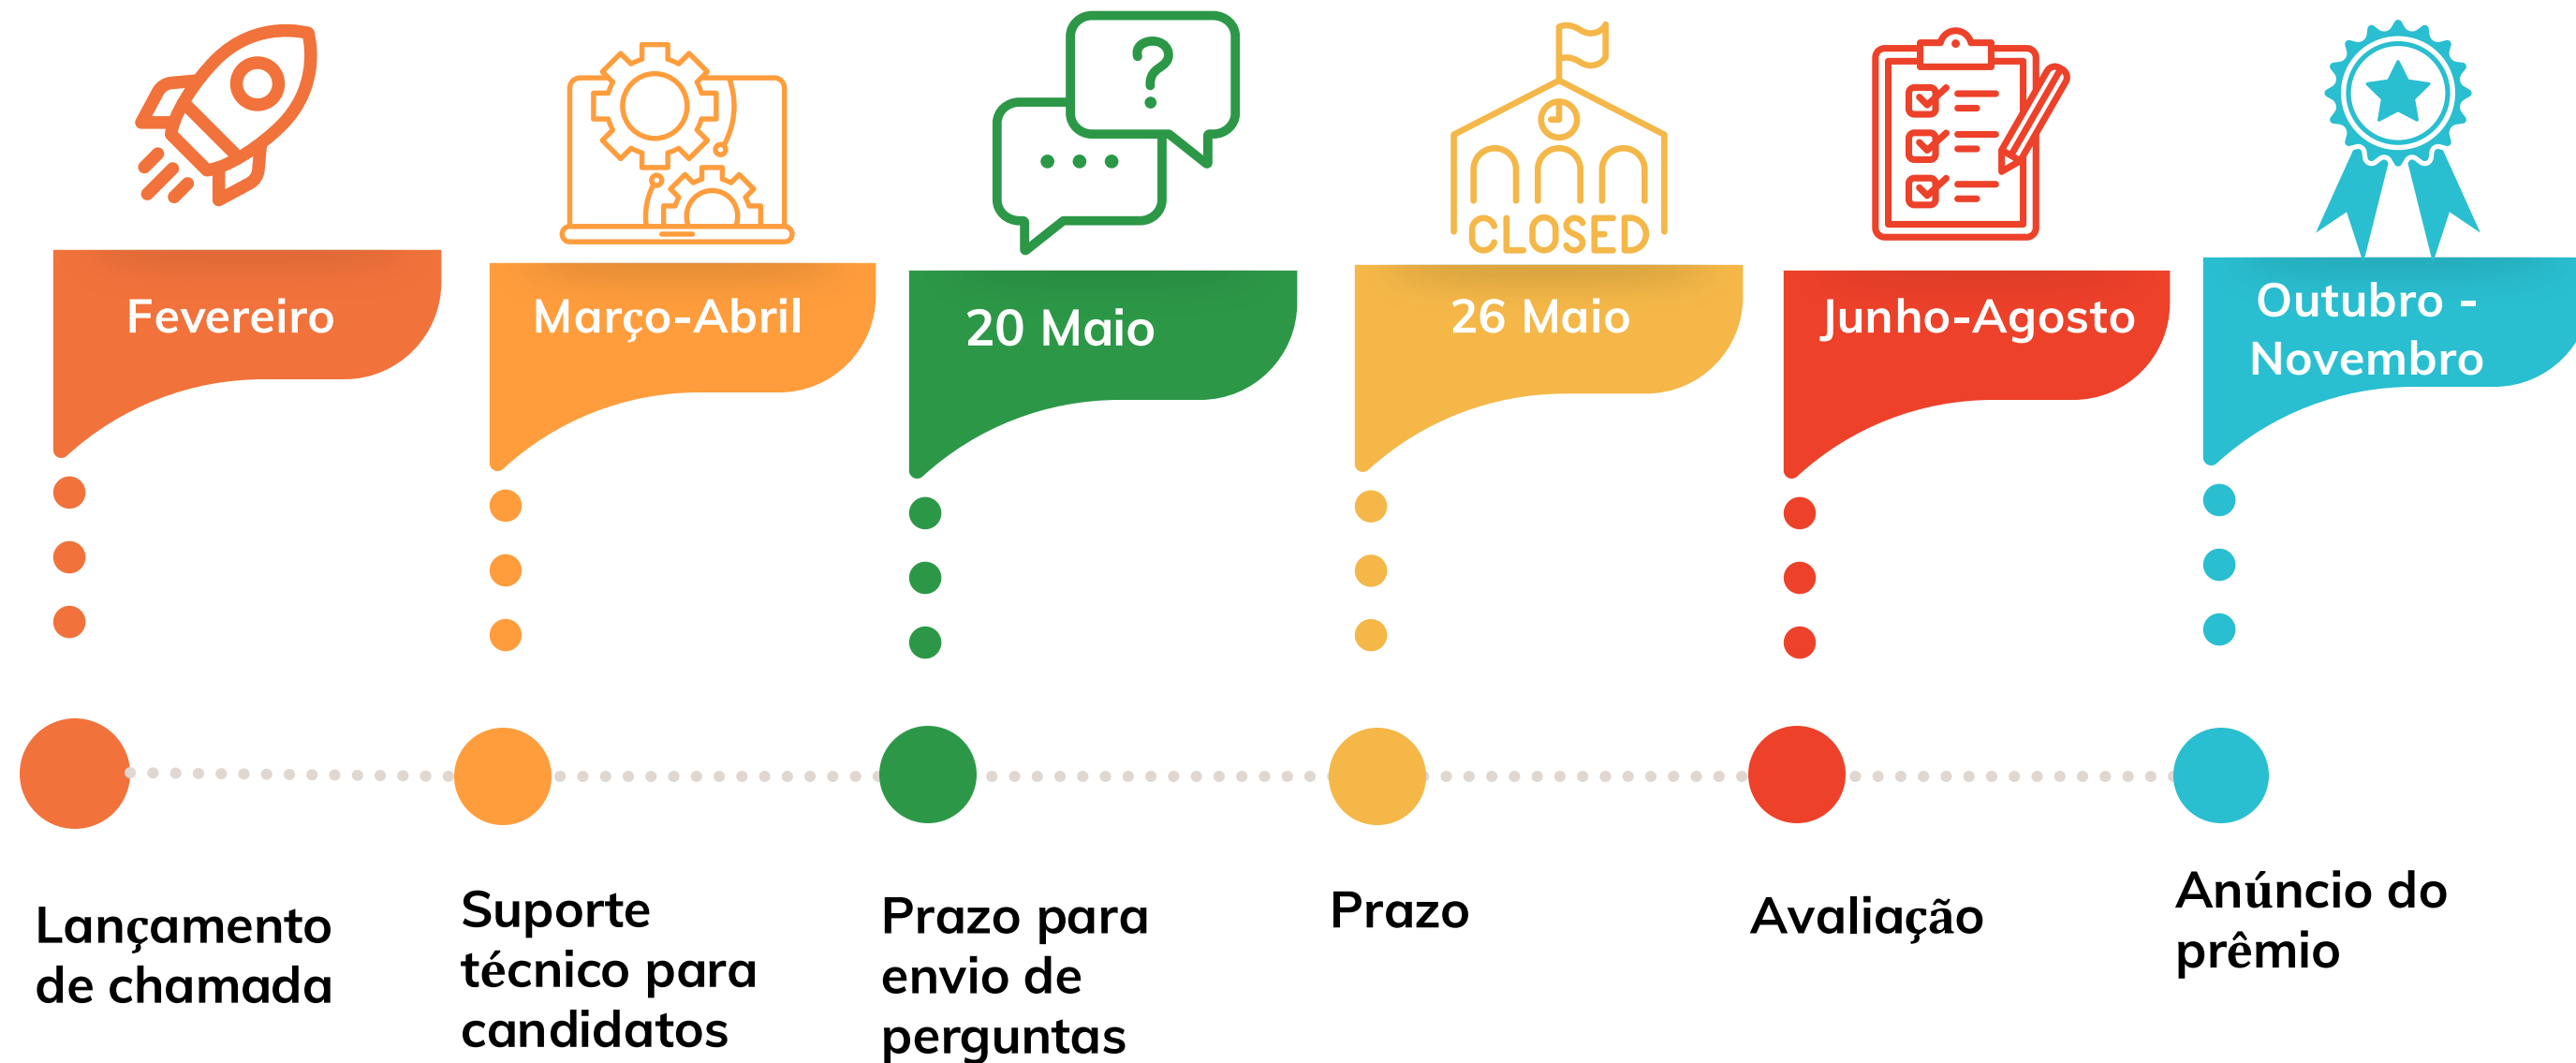 ?
CLOSED
Fevereiro
Março-Abril
20 Maio
26 Maio
Junho-Agosto
Outubro -
Novembro
Lançamento
de chamada
Suporte
técnico para
candidatos
Prazo para
envio de
perguntas
Prazo
Avaliação
Anúncio do
prêmio